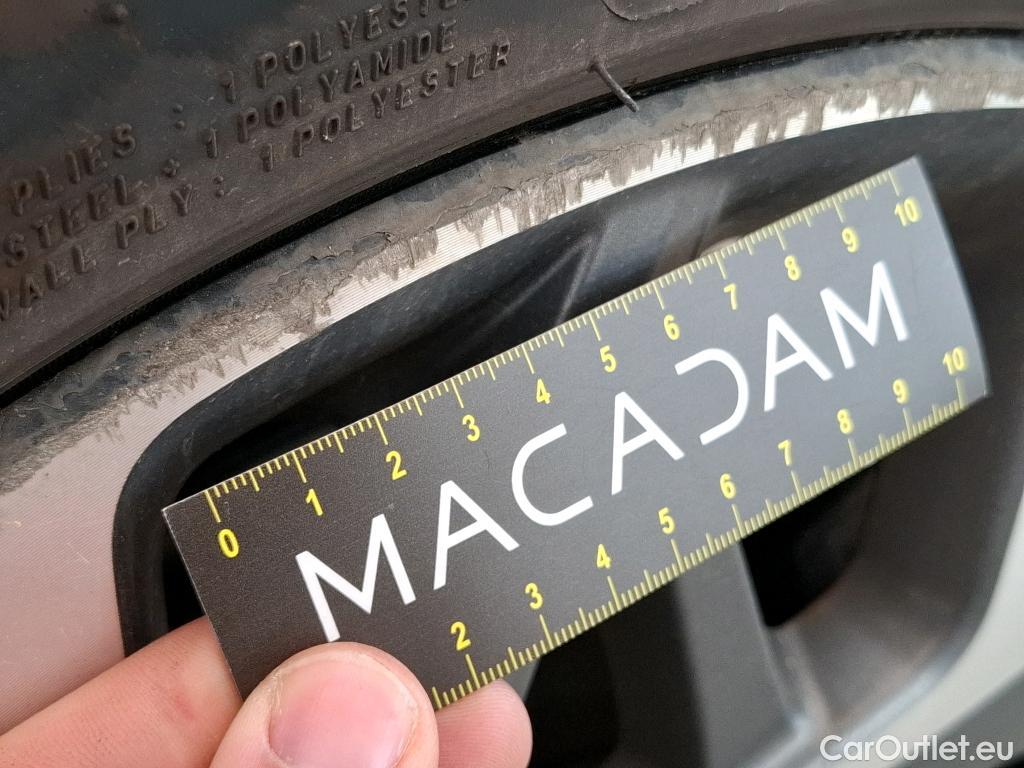 PLIES : 1 POLYESTER
STEEL + 1 POLYAMIDE
PLY : 1 POLYESTER
0 1 2 3 4 5 6 7 8 9 10
MACADAM
2 3 4 5 6 7 8 9 10
CarOutlet.eu